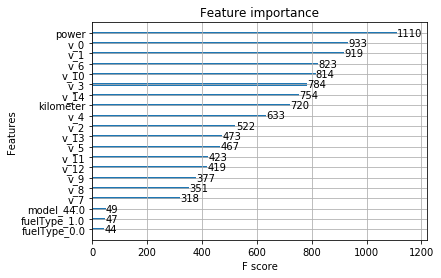 Feature importance
power 1110
v_0 933
v_1 919
v_6 823
v_10 814
v_3 784
v_14 754
kilometer 720
v_4 633
v_2 522
v_13 473
v_5 467
v_11 423
v_12 419
v_9 377
v_8 351
v_7 318
model_44.0 49
fuelType_1.0 47
fuelType_0.0 44
Features
0 200 400 600 800 1000 1200
F score